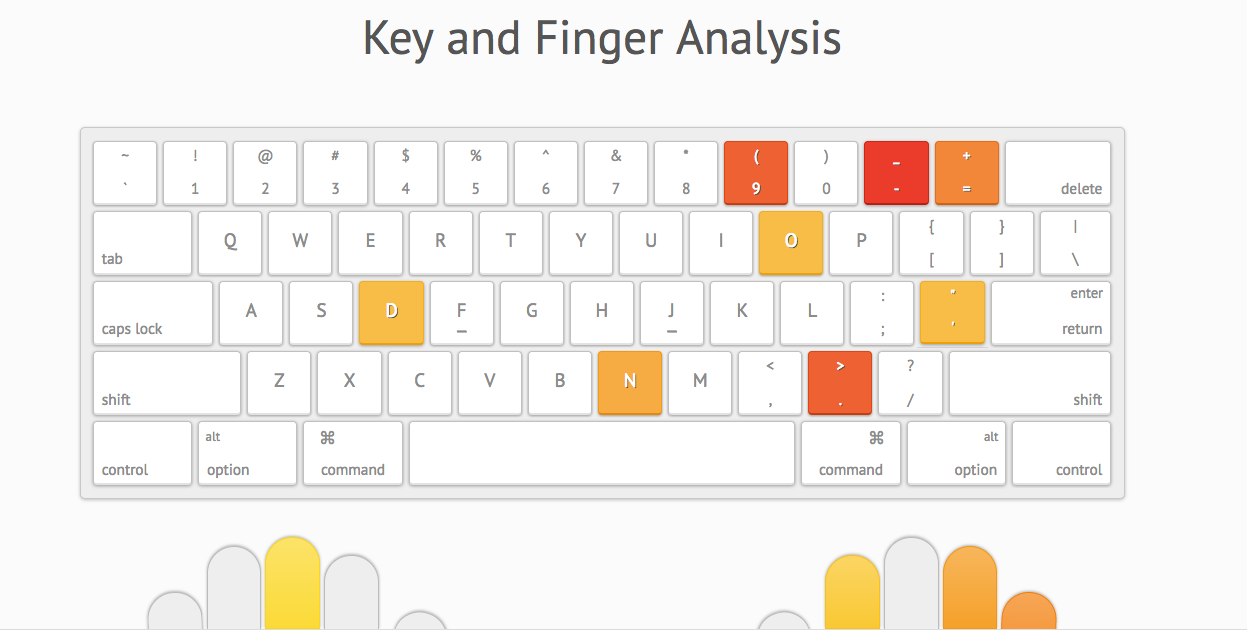 Key and Finger Analysis
~ ! @ # $ % ^ & * ( ) _ +
` 1 2 3 4 5 6 7 8 9 0 - = delete
Q W E R T Y U I O P { } |
tab [ ] \
A S D F G H J K L : " enter
caps lock ; ' return
Z X C V B N M < > ?
shift , . / shift
alt ⌘ ⌘ alt
control option command command option control